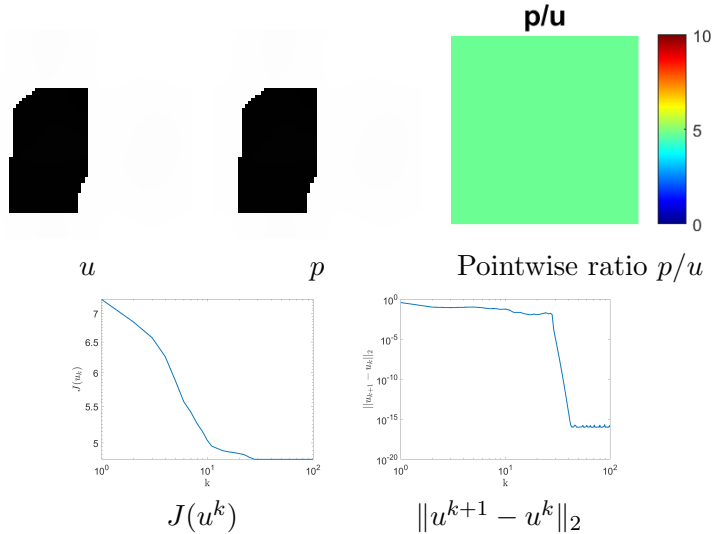 p/u
10
5
0
u
p
Pointwise ratio p/u
7
6.5
6
5.5
5
J(u_k)
10^0
10^1
10^2
k
10^0
10^-5
10^-10
10^-15
10^-20
||u_{k+1} - u_k||_2
10^0
10^1
10^2
k
J(u^k)
‖u^{k+1} − u^k‖_2